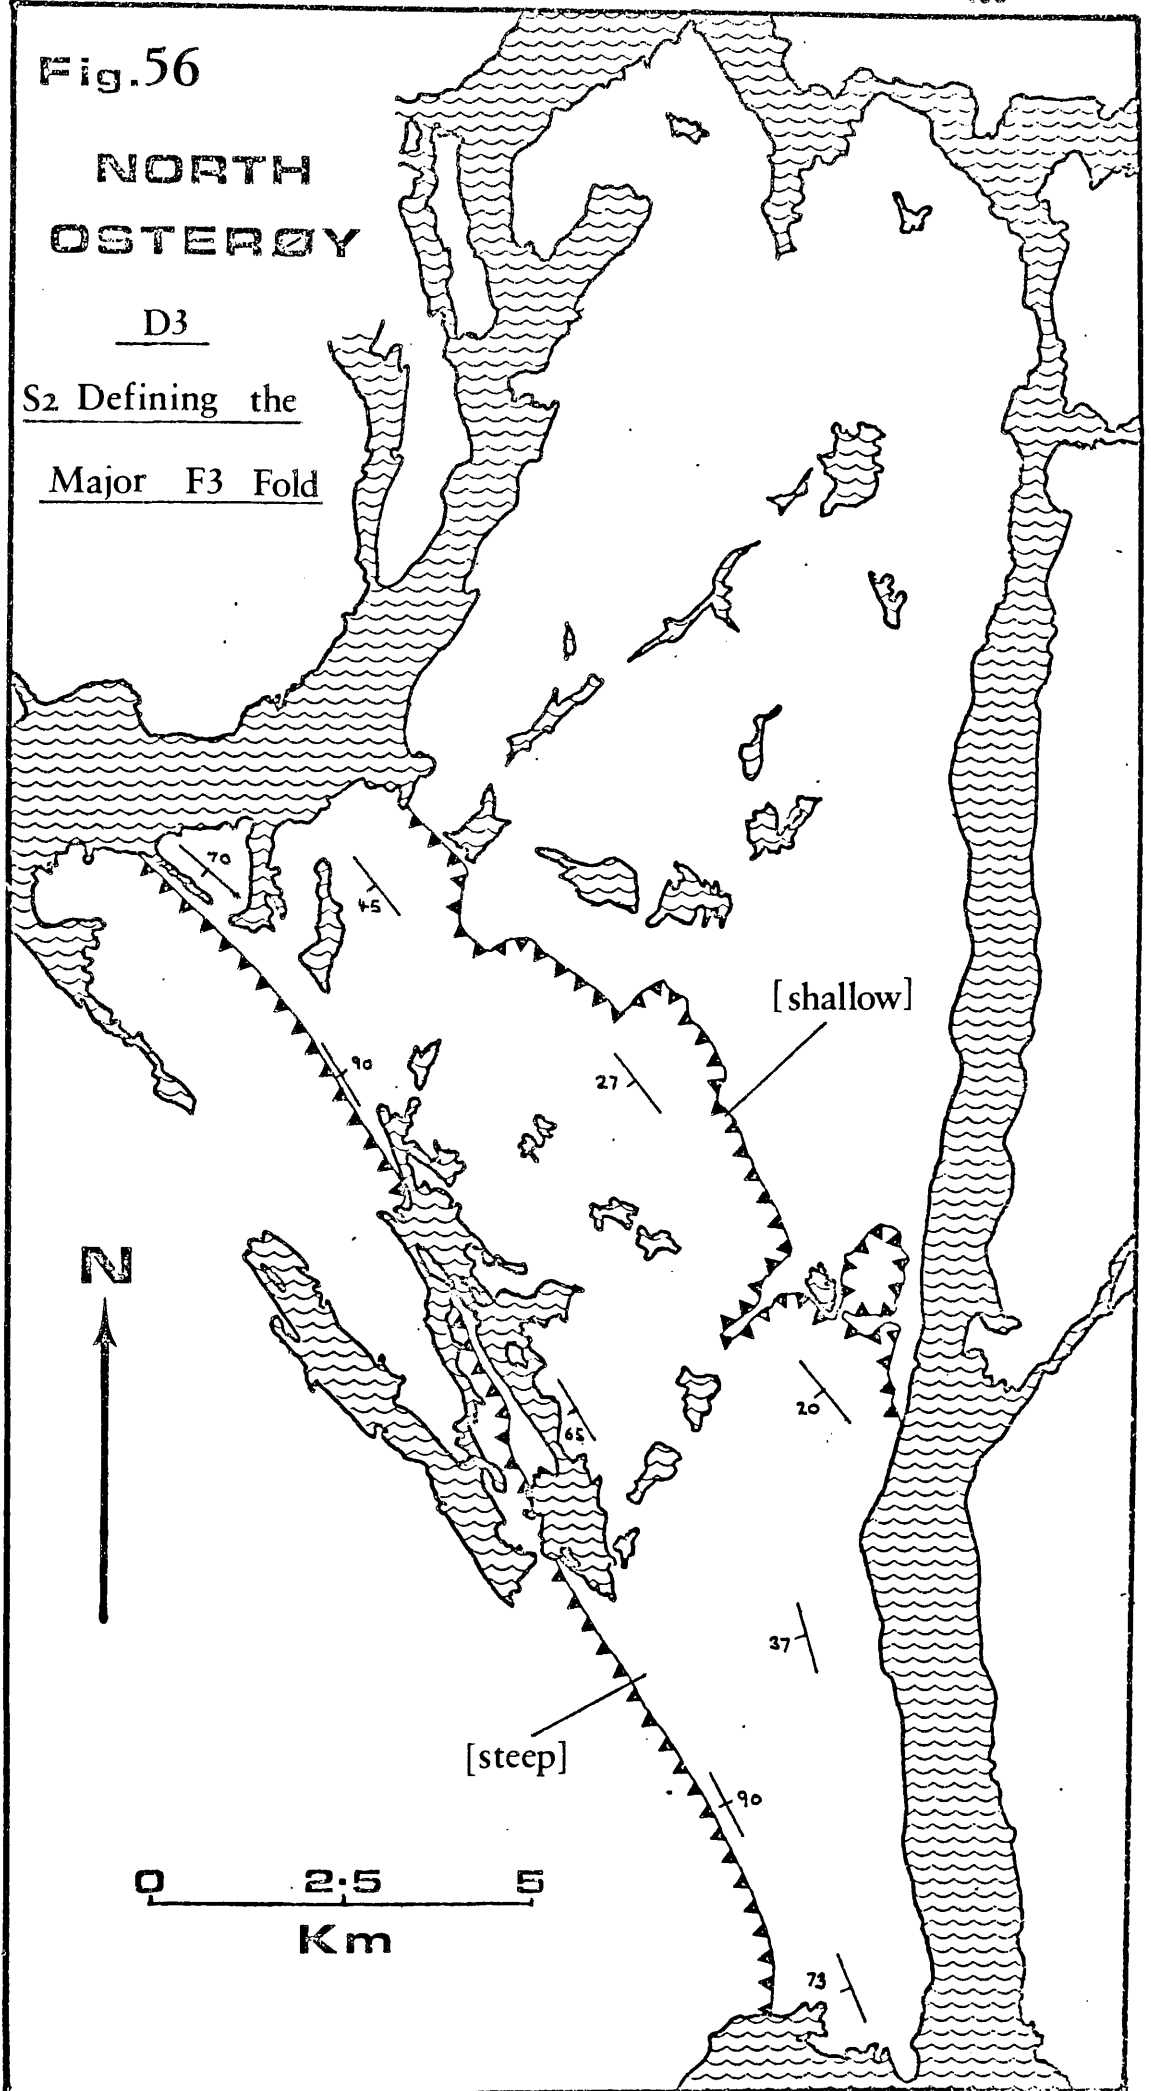 Fig.56
NORTH
OSTERØY
D3
S2 Defining the
Major F3 Fold
70
45
[shallow]
90
27
N
20
65
37
[steep]
90
0 2·5 5
Km
73